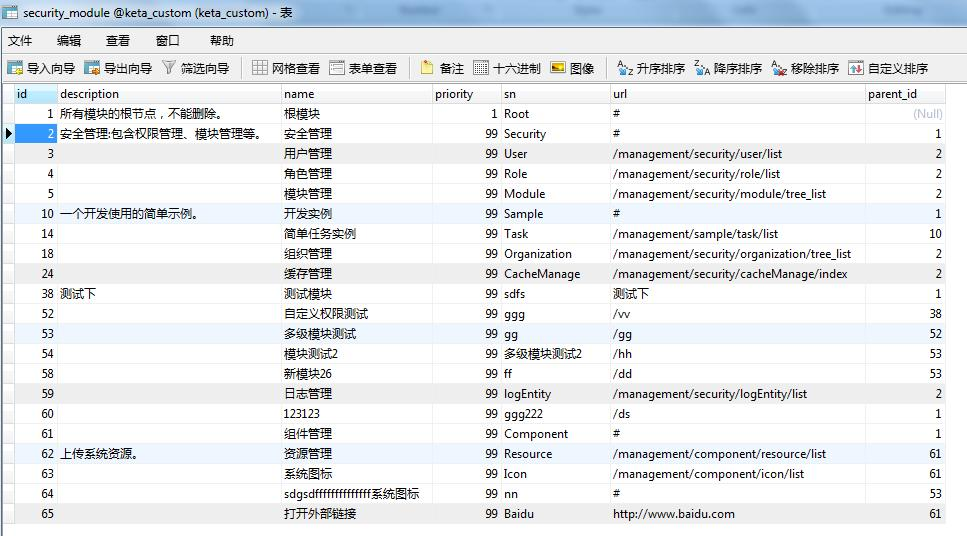 security_module @keta_custom (keta_custom) - 表
文件 编辑 查看 窗口 帮助
导入向导 导出向导 筛选向导 网格查看 表单查看 备注 十六进制 图像 升序排序 降序排序 移除排序 自定义排序
id description name priority sn url parent_id
1 所有模块的根节点，不能删除。 根模块 1 Root # (Null)
2 安全管理:包含权限管理、模块管理等。 安全管理 99 Security # 1
3 用户管理 99 User /management/security/user/list 2
4 角色管理 99 Role /management/security/role/list 2
5 模块管理 99 Module /management/security/module/tree_list 2
10 一个开发使用的简单示例。 开发实例 99 Sample # 1
14 简单任务实例 99 Task /management/sample/task/list 10
18 组织管理 99 Organization /management/security/organization/tree_list 2
24 缓存管理 99 CacheManage /management/security/cacheManage/index 2
38 测试下 测试模块 99 sdfs 测试下 1
52 自定义权限测试 99 ggg /vv 38
53 多级模块测试 99 gg /gg 52
54 模块测试2 99 多级模块测试2 /hh 53
58 新模块26 99 ff /dd 53
59 日志管理 99 logEntity /management/security/logEntity/list 2
60 123123 99 ggg222 /ds 1
61 组件管理 99 Component # 1
62 上传系统资源。 资源管理 99 Resource /management/component/resource/list 61
63 系统图标 99 Icon /management/component/icon/list 61
64 sdgsdffffffffffffff系统图标 99 nn # 53
65 打开外部链接 99 Baidu http://www.baidu.com 61